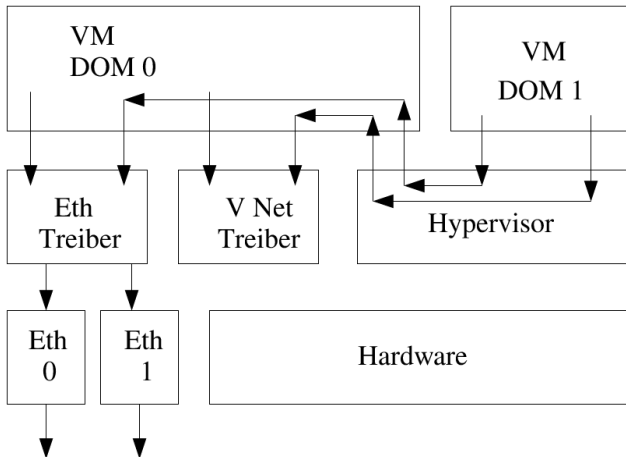 VM
DOM 0
VM
DOM 1
Eth
Treiber
V Net
Treiber
Hypervisor
Eth
0
Eth
1
Hardware